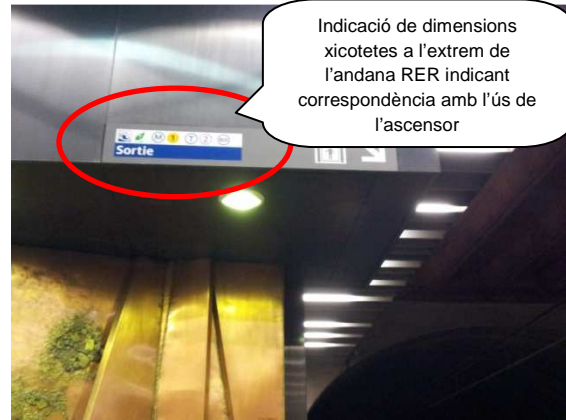 Indicació de dimensions
xicotetes a l'extrem de
l'andana RER indicant
correspondència amb l'ús de
l'ascensor
M 1 T 2
Sortie